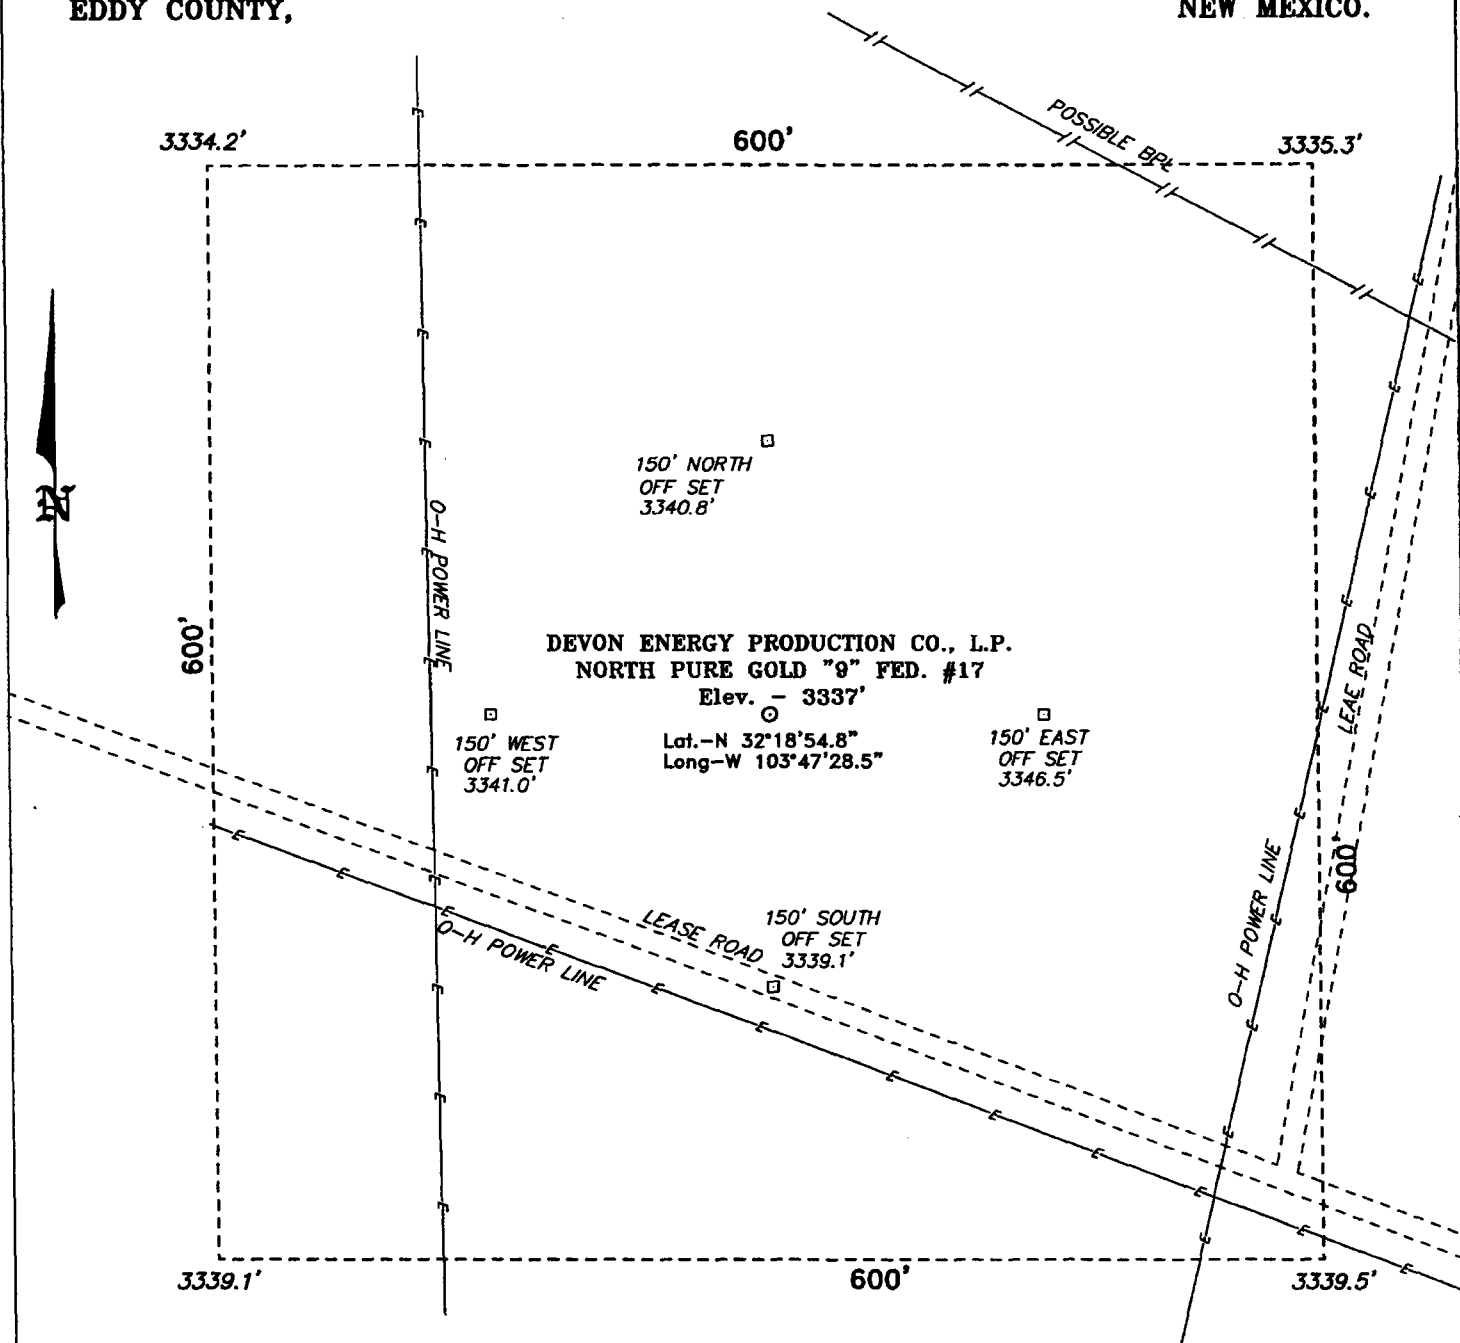 EDDY COUNTY,
NEW MEXICO.
3334.2'
600'
POSSIBLE BPL
3335.3'
N
150' NORTH
OFF SET
3340.8'
O-H POWER LINE
600'
DEVON ENERGY PRODUCTION CO., L.P.
NORTH PURE GOLD "9" FED. #17
Elev. - 3337'
Lat.-N 32°18'54.8"
Long-W 103°47'28.5"
150' WEST
OFF SET
3341.0'
150' EAST
OFF SET
3346.5'
LEAE ROAD
600'
O-H POWER LINE
LEASE ROAD
150' SOUTH
OFF SET
3339.1'
O-H POWER LINE
3339.1'
600'
3339.5'